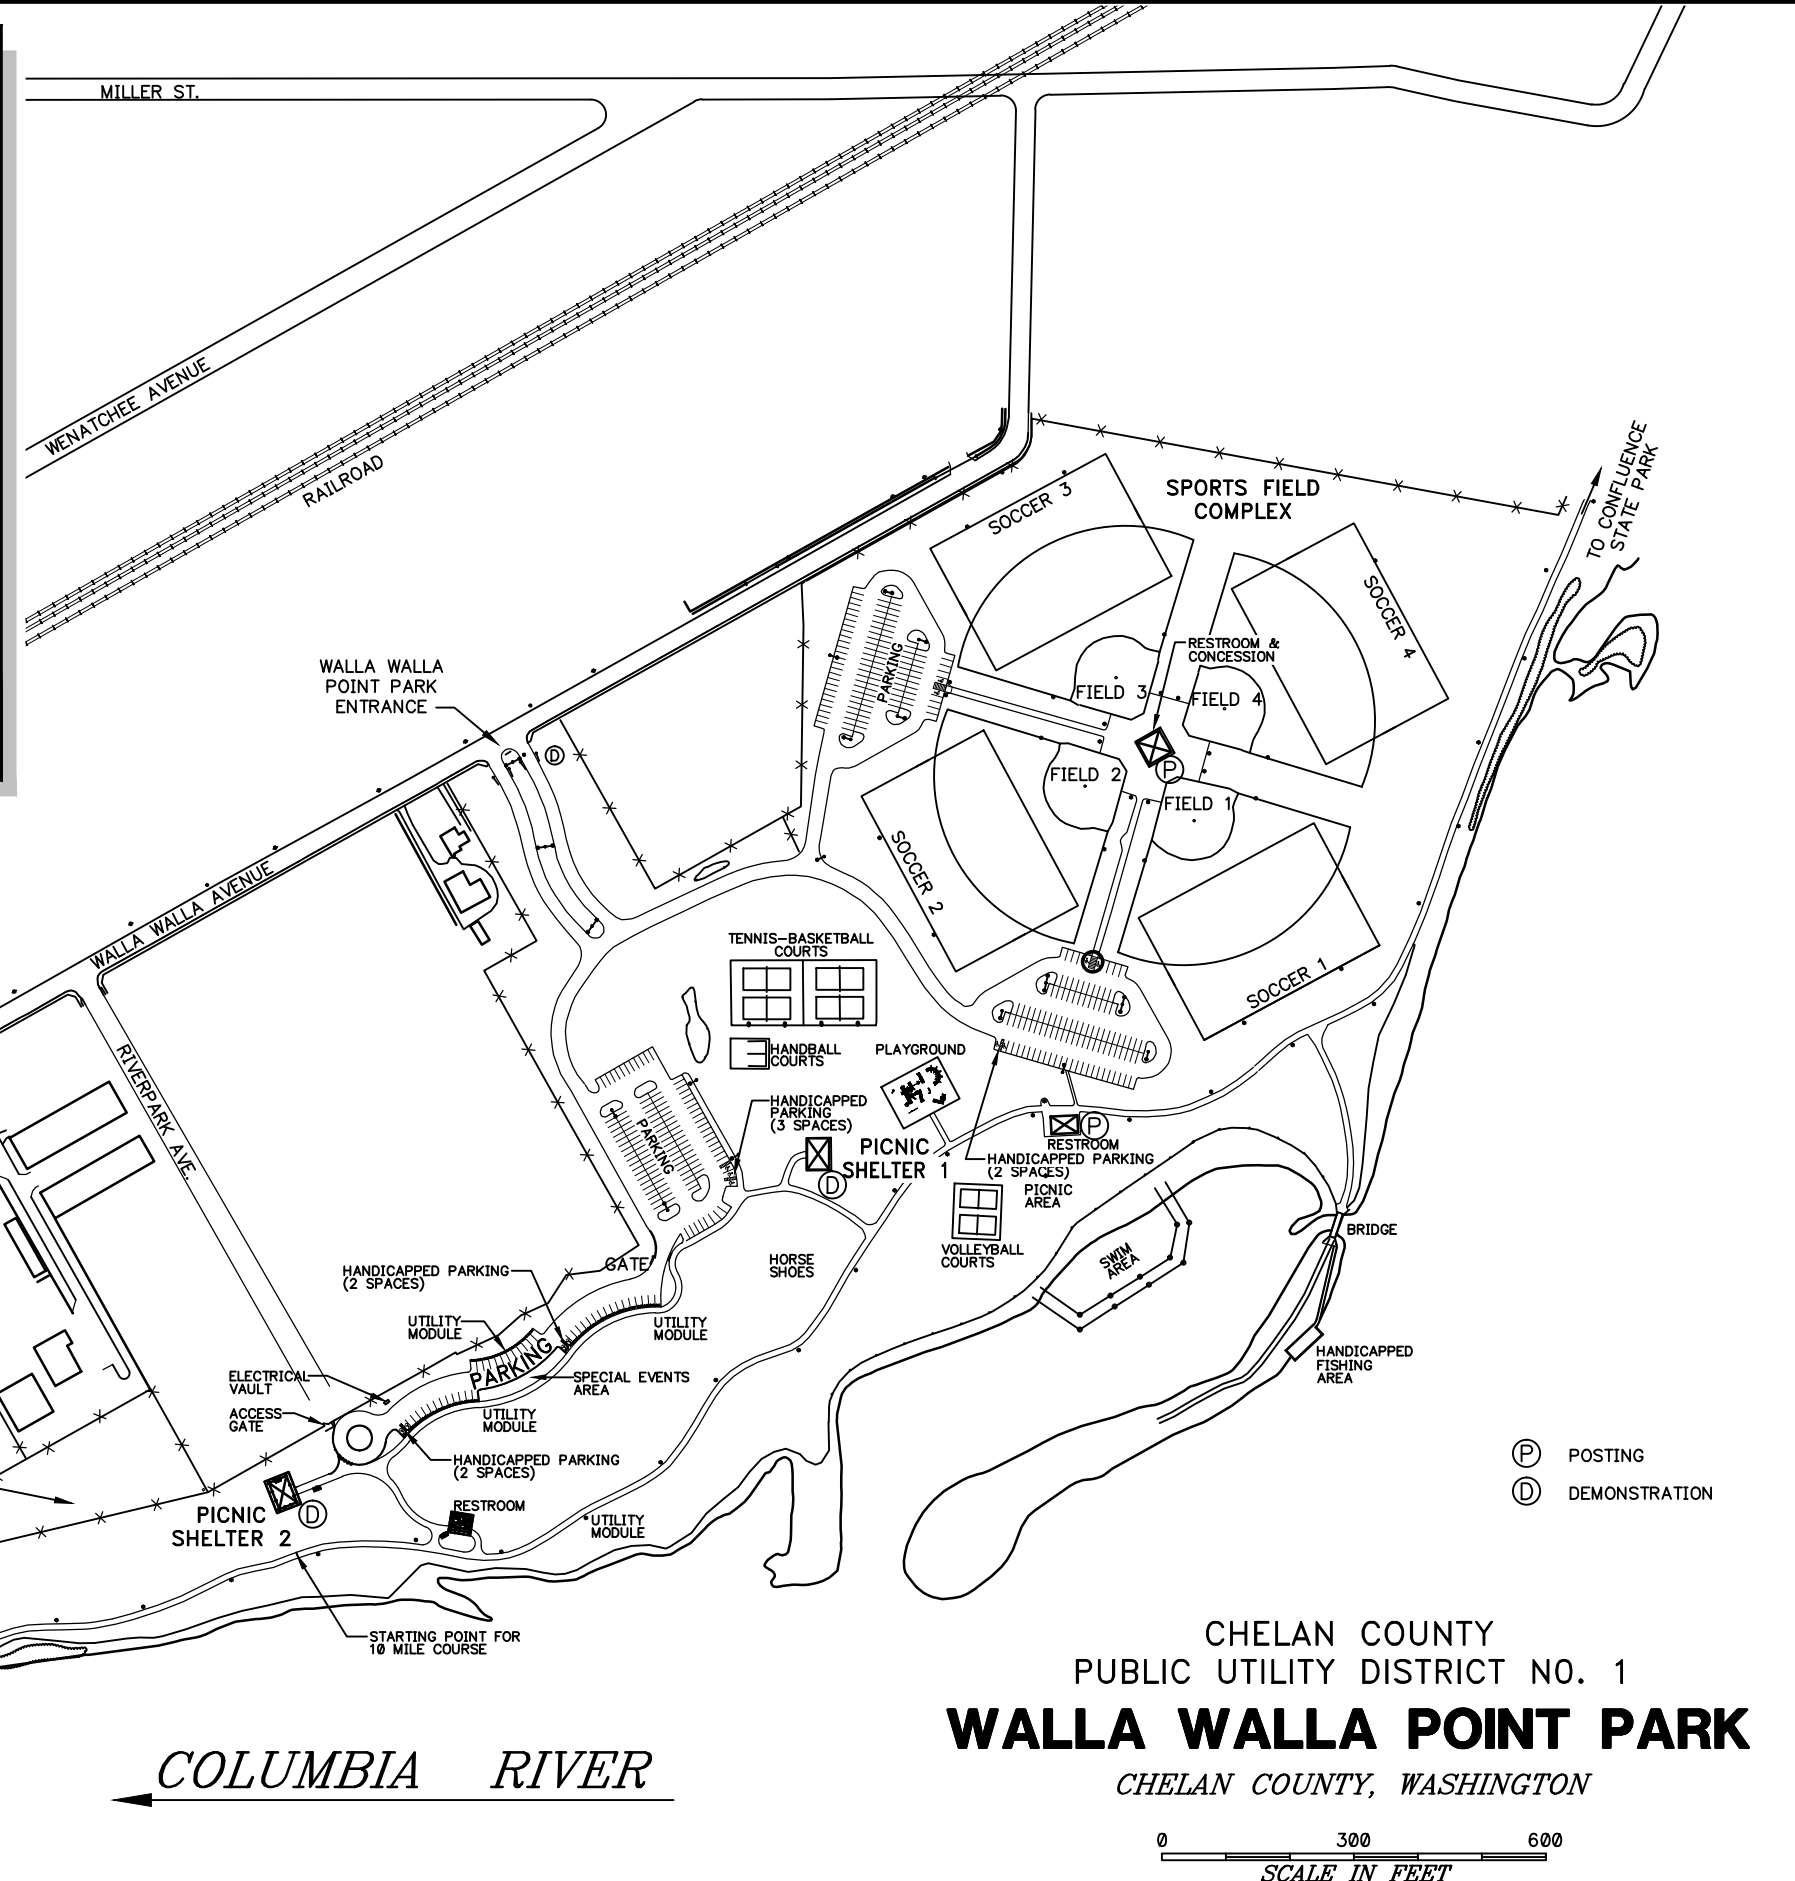 MILLER ST.
WENATCHEE AVENUE
RAILROAD
SOCCER 3
SPORTS FIELD
COMPLEX
TO CONFLUENCE
STATE PARK
SOCCER 4
RESTROOM &
CONCESSION
WALLA WALLA
POINT PARK
ENTRANCE
PARKING
FIELD 3
FIELD 4
D
P
FIELD 2
FIELD 1
SOCCER 2
WALLA WALLA AVENUE
TENNIS-BASKETBALL
COURTS
SOCCER 1
RIVERPARK AVE.
HANDBALL
COURTS
PLAYGROUND
PARKING
HANDICAPPED
PARKING
(3 SPACES)
P
RESTROOM
PICNIC
SHELTER 1
D
HANDICAPPED PARKING
(2 SPACES)
PICNIC
AREA
BRIDGE
VOLLEYBALL
COURTS
SWIM
AREA
GATE
HORSE
SHOES
HANDICAPPED PARKING
(2 SPACES)
UTILITY
MODULE
UTILITY
MODULE
PARKING
HANDICAPPED
FISHING
AREA
ELECTRICAL
VAULT
SPECIAL EVENTS
AREA
ACCESS
GATE
UTILITY
MODULE
HANDICAPPED PARKING
(2 SPACES)
P POSTING
D DEMONSTRATION
PICNIC
SHELTER 2
D
RESTROOM
UTILITY
MODULE
STARTING POINT FOR
10 MILE COURSE
CHELAN COUNTY
PUBLIC UTILITY DISTRICT NO. 1
WALLA WALLA POINT PARK
CHELAN COUNTY, WASHINGTON
COLUMBIA RIVER
0 300 600
SCALE IN FEET